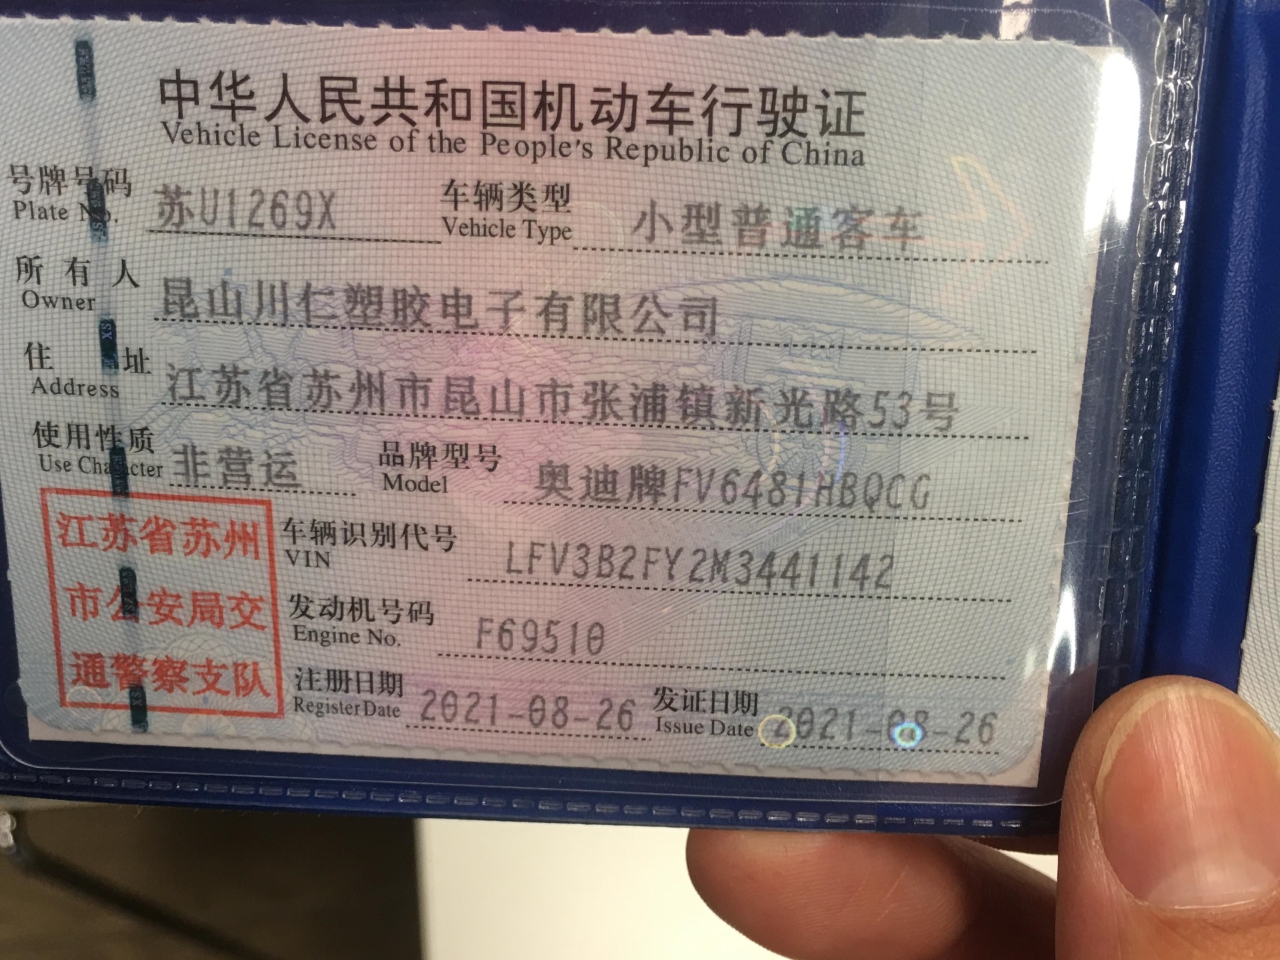 中华人民共和国机动车行驶证
Vehicle License of the People's Republic of China
号牌号码 苏U1269X 车辆类型 小型普通客车
Plate No. Vehicle Type
所有人 昆山川仁塑胶电子有限公司
Owner
住址 江苏省苏州市昆山市张浦镇新光路53号
Address
使用性质 非营运 品牌型号 奥迪牌FV6481HBQCG
Use Character Model
车辆识别代号 LFV3B2FY2M3441142
VIN
发动机号码 F69510
Engine No.
注册日期 2021-08-26 发证日期 2021-08-26
Register Date Issue Date
江苏省苏州
市公安局交
通警察支队